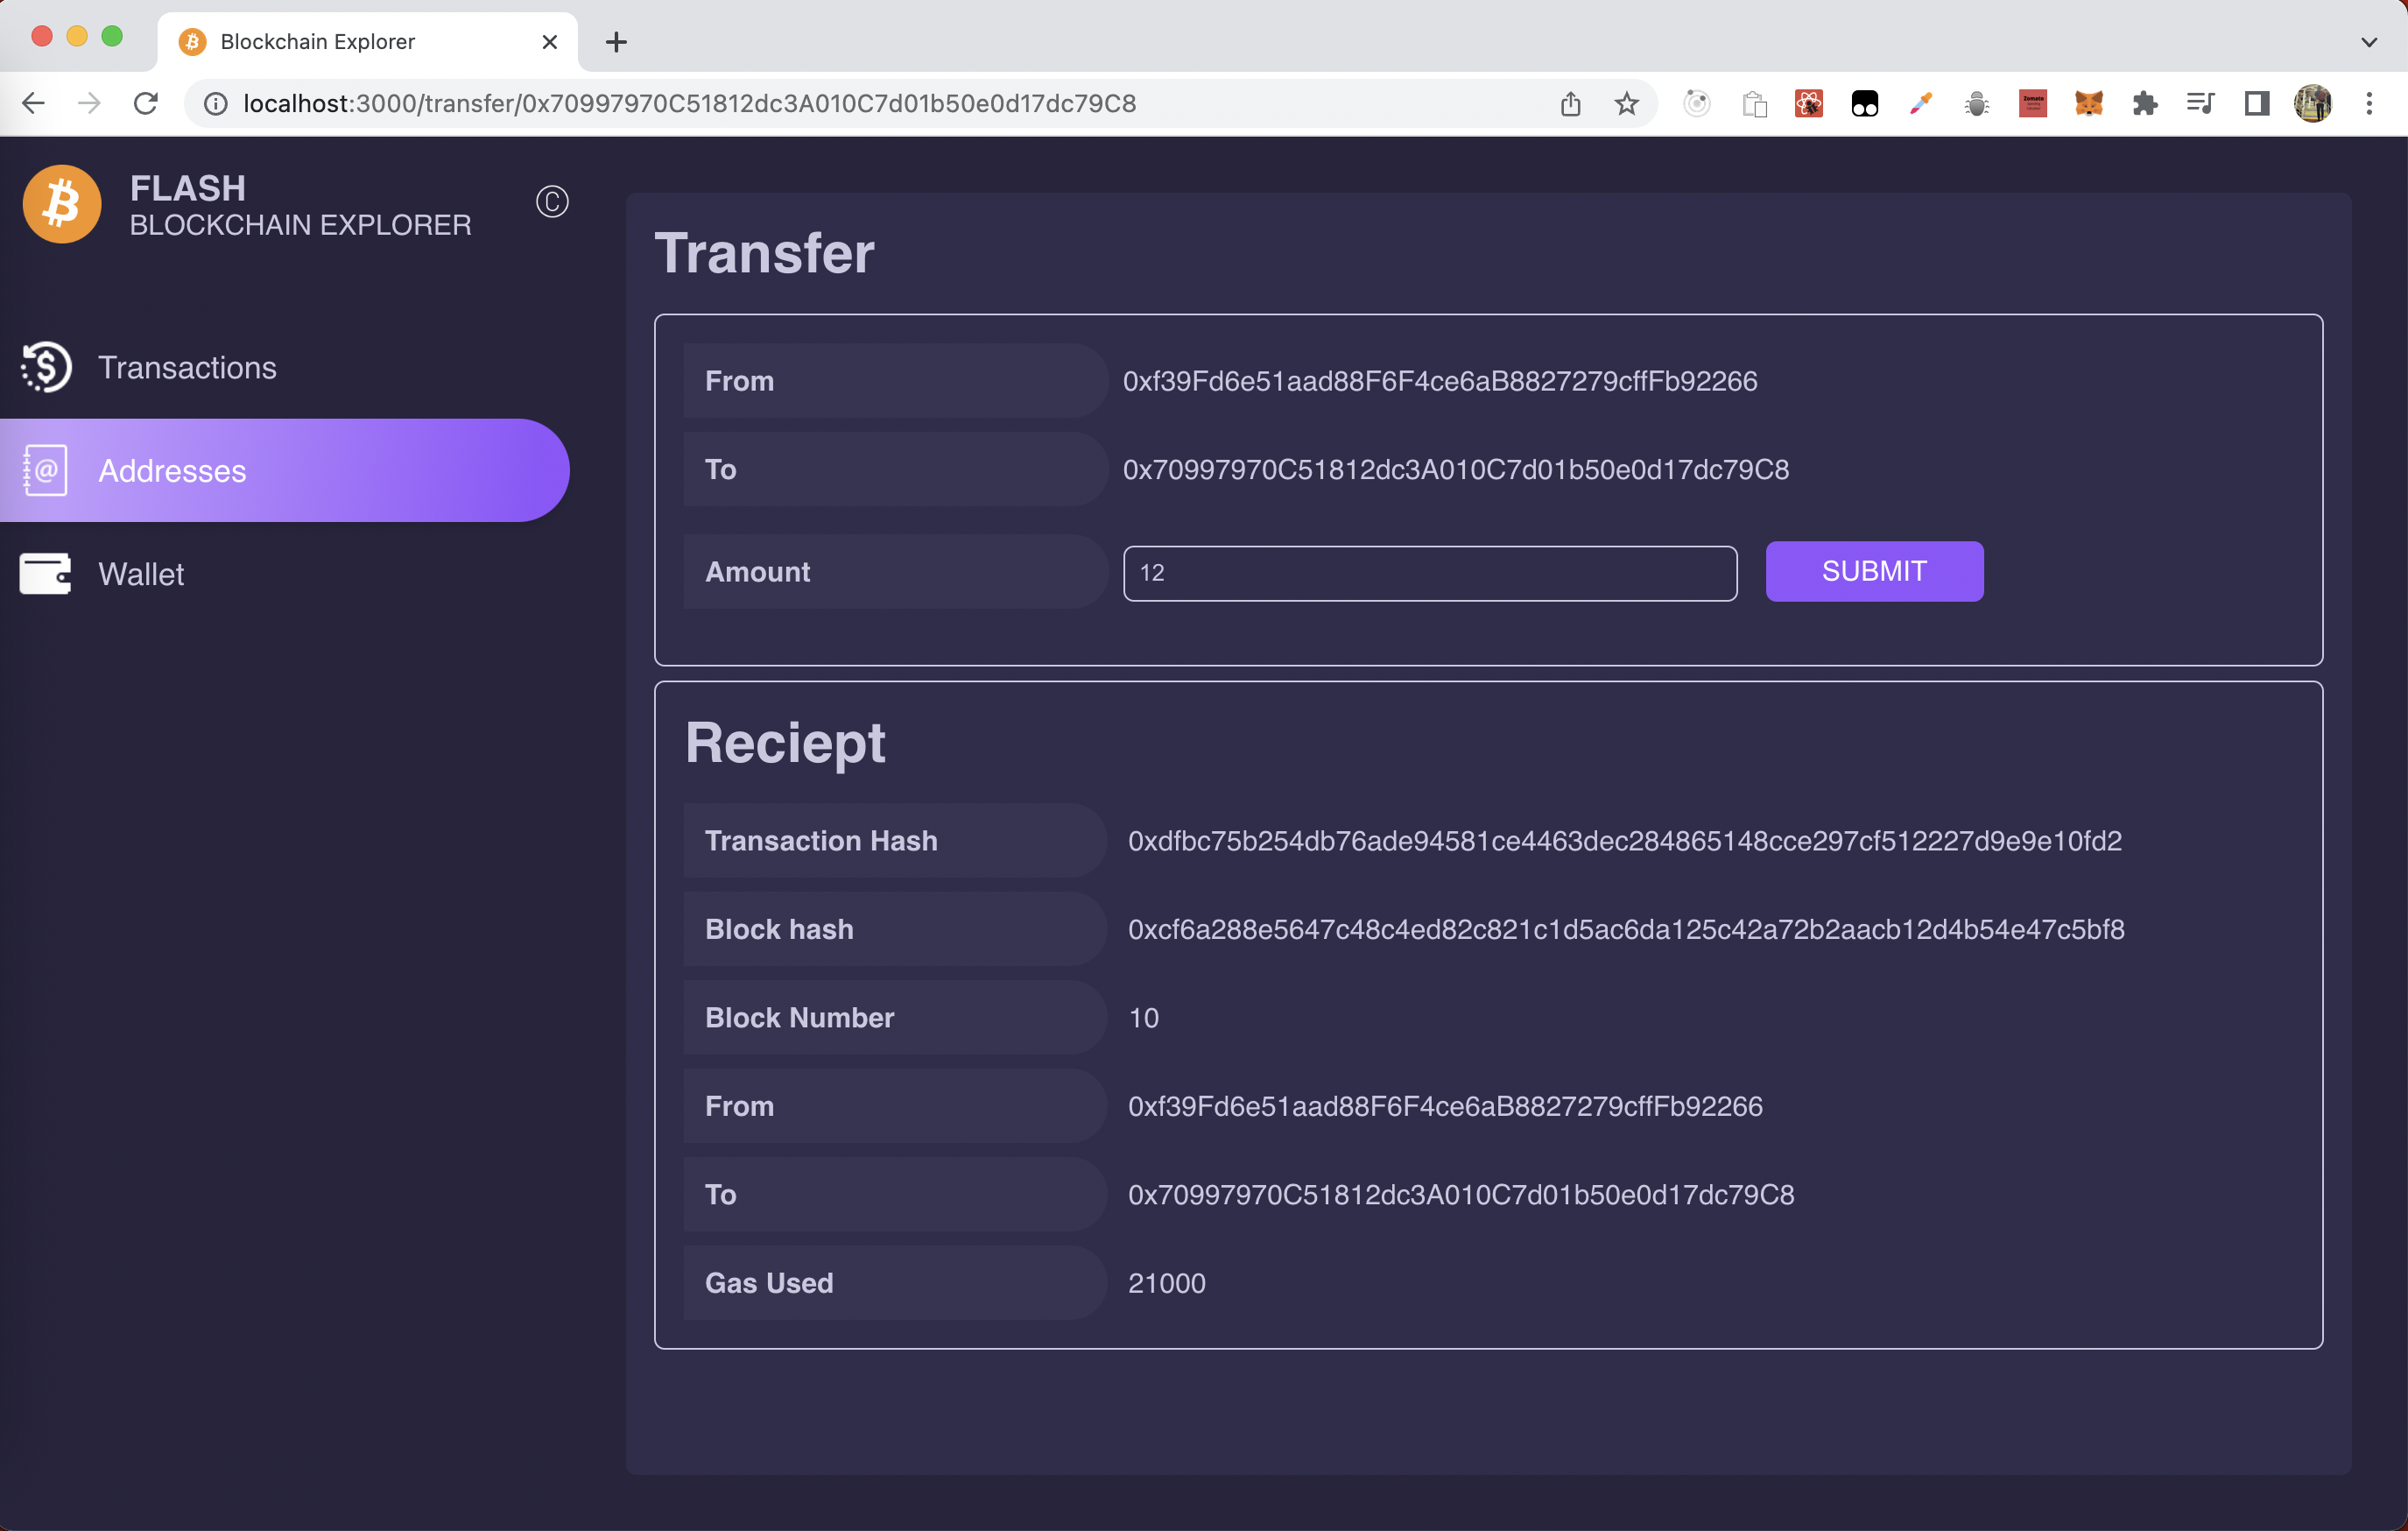 Blockchain Explorer
localhost:3000/transfer/0x70997970C51812dc3A010C7d01b50e0d17dc79C8
Zomato
FLASH
BLOCKCHAIN EXPLORER
C
Transactions
Addresses
Wallet
Transfer
From 0xf39Fd6e51aad88F6F4ce6aB8827279cffFb92266
To 0x70997970C51812dc3A010C7d01b50e0d17dc79C8
Amount 12 SUBMIT
Reciept
Transaction Hash 0xdfbc75b254db76ade94581ce4463dec284865148cce297cf512227d9e9e10fd2
Block hash 0xcf6a288e5647c48c4ed82c821c1d5ac6da125c42a72b2aacb12d4b54e47c5bf8
Block Number 10
From 0xf39Fd6e51aad88F6F4ce6aB8827279cffFb92266
To 0x70997970C51812dc3A010C7d01b50e0d17dc79C8
Gas Used 21000